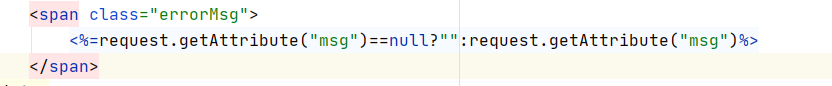 <span class="errorMsg">
<%=request.getAttribute("msg")==null?"":request.getAttribute("msg")%>
</span>